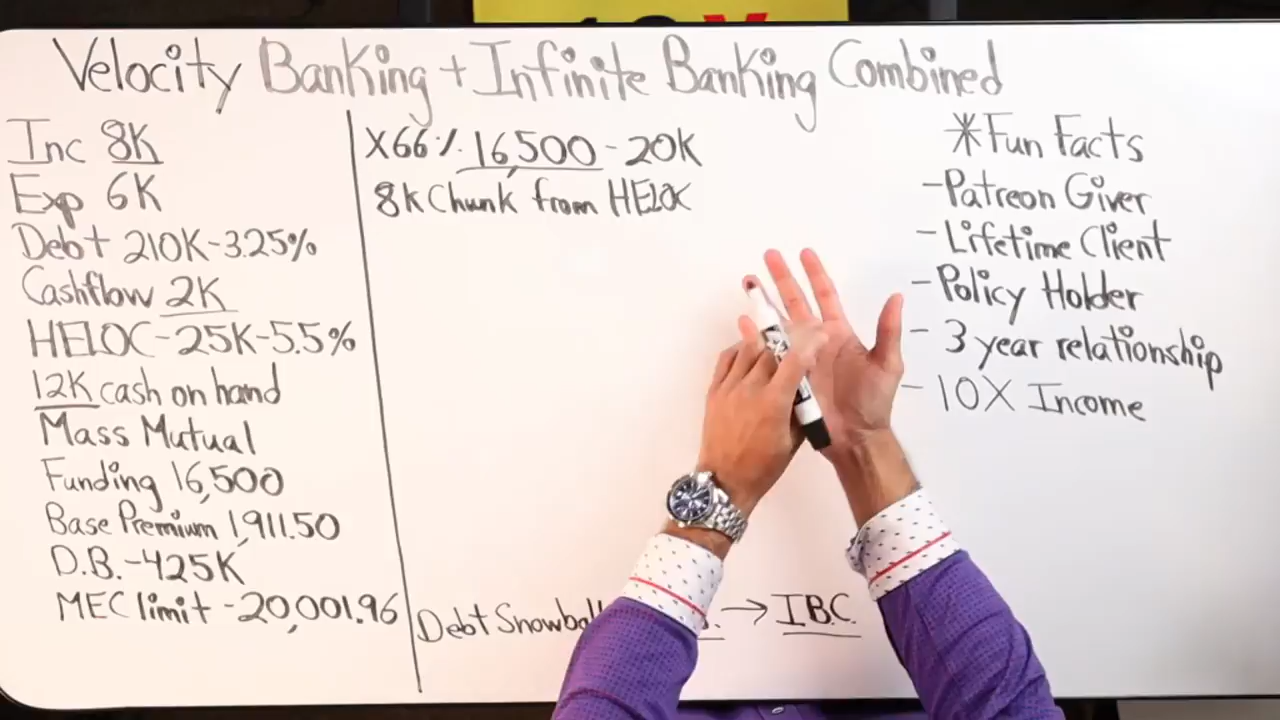 Velocity Banking + Infinite Banking Combined
Inc 8K
Exp 6K
Debt 210K-3.25%
Cashflow 2K
HELOC-25K-5.5%
12K cash on hand
Mass Mutual
Funding 16,500
Base Premium 1,911.50
D.B.-425K
MEC limit -20,001.96
X66% 16,500-20K
8K Chunk from HELOC
Debt Snowball → I.B.C.
*Fun Facts
-Patreon Giver
-Lifetime Client
-Policy Holder
- 3 year relationship
- 10X Income